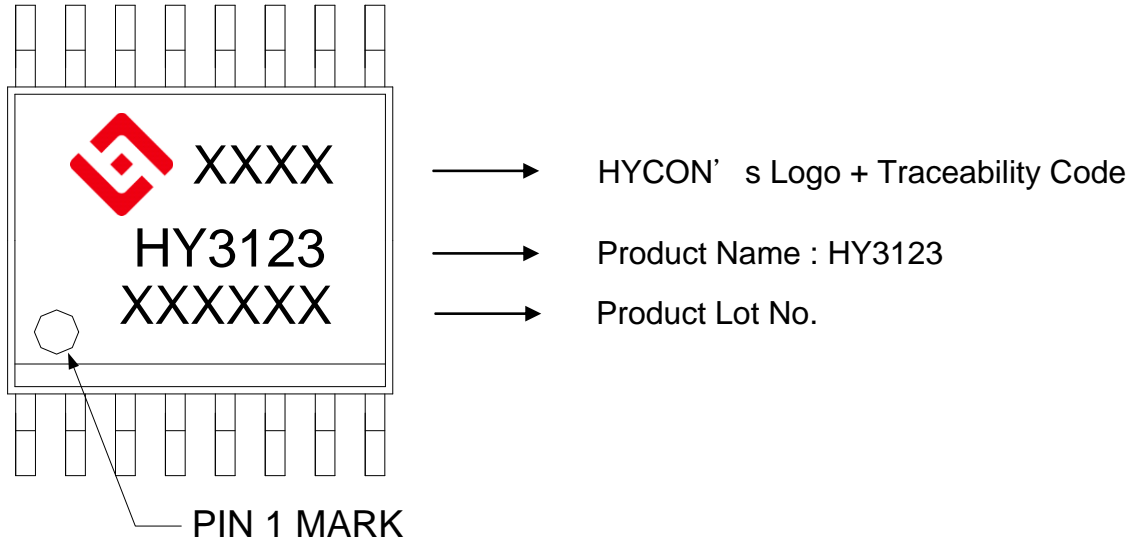 XXXX
HYCON’s Logo + Traceability Code
HY3123
Product Name : HY3123
XXXXXX
Product Lot No.
PIN 1 MARK